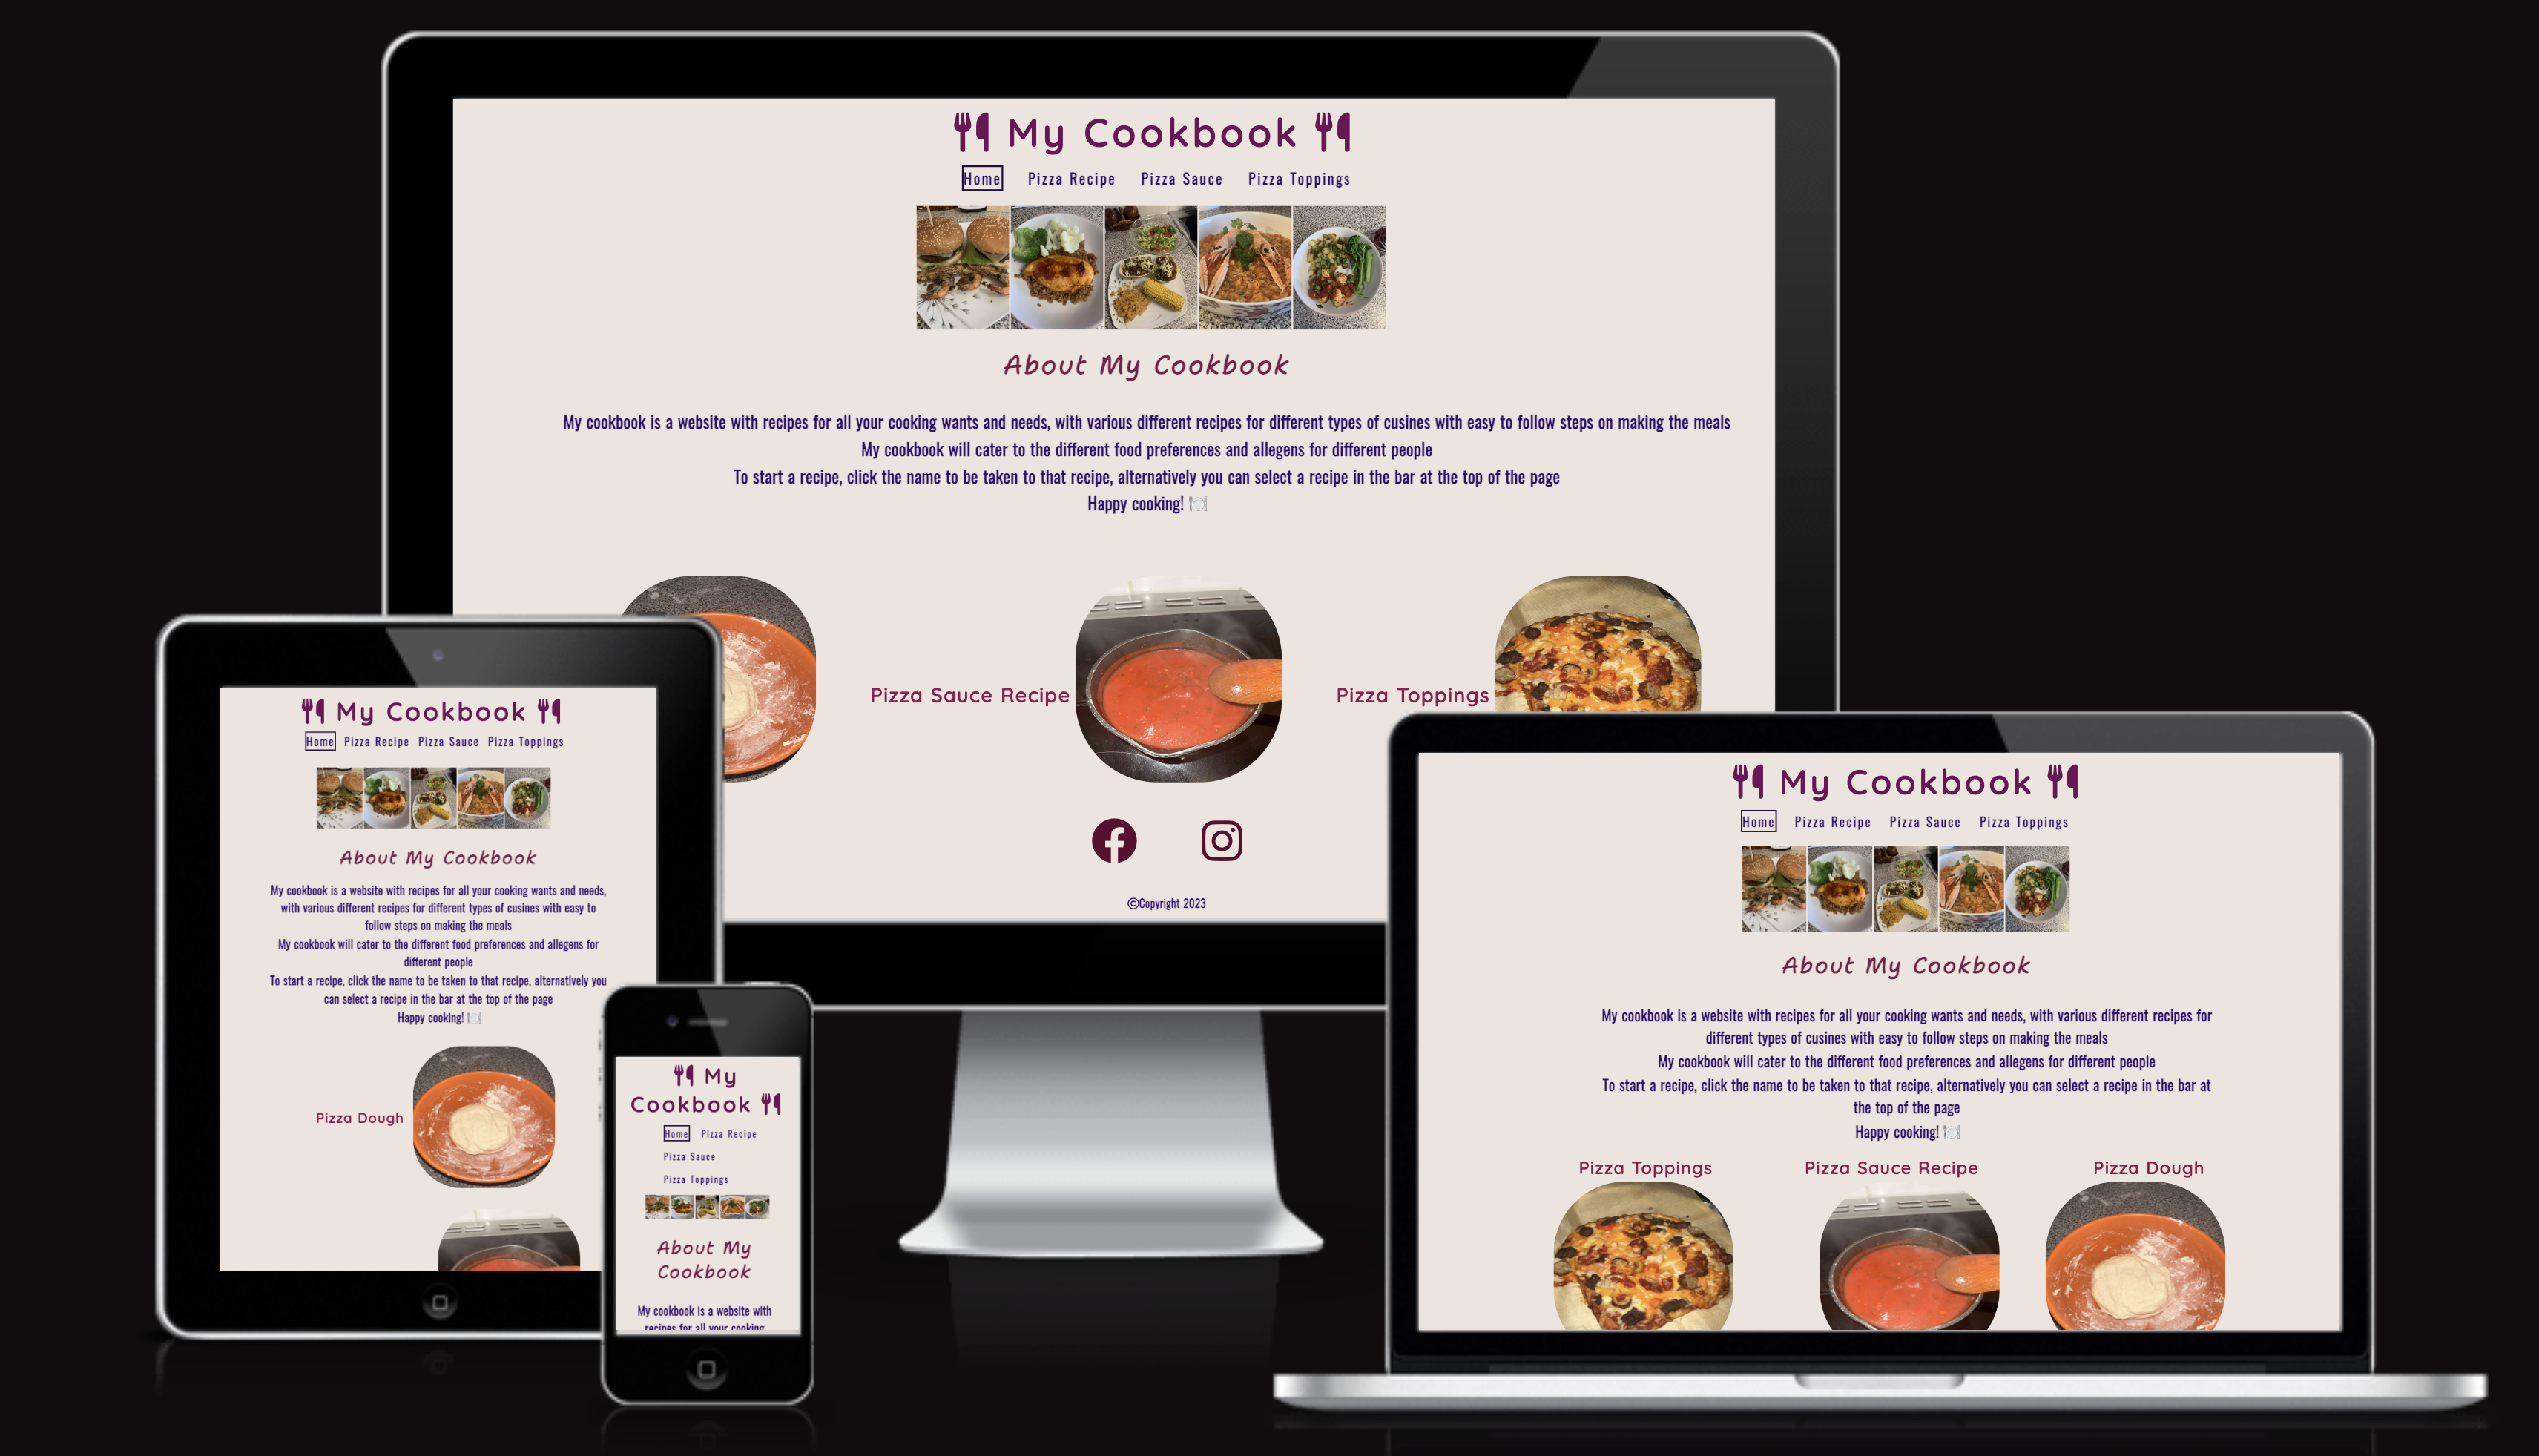 My Cookbook
Home Pizza Recipe Pizza Sauce Pizza Toppings
About My Cookbook
My cookbook is a website with recipes for all your cooking wants and needs, with various different recipes for different types of cusines with easy to follow steps on making the meals
My cookbook will cater to the different food preferences and allegens for different people
To start a recipe, click the name to be taken to that recipe, alternatively you can select a recipe in the bar at the top of the page
Happy cooking! 🍽️
Pizza Sauce Recipe
Pizza Toppings
©Copyright 2023
My Cookbook
Home Pizza Recipe Pizza Sauce Pizza Toppings
About My Cookbook
My cookbook is a website with recipes for all your cooking wants and needs,
with various different recipes for different types of cusines with easy to
follow steps on making the meals
My cookbook will cater to the different food preferences and allegens for
different people
To start a recipe, click the name to be taken to that recipe, alternatively you
can select a recipe in the bar at the top of the page
Happy cooking! 🍽️
Pizza Dough
My
Cookbook
Home Pizza Recipe
Pizza Sauce
Pizza Toppings
About My
Cookbook
My cookbook is a website with
recipes for all your cooking
My Cookbook
Home Pizza Recipe Pizza Sauce Pizza Toppings
About My Cookbook
My cookbook is a website with recipes for all your cooking wants and needs, with various different recipes for
different types of cusines with easy to follow steps on making the meals
My cookbook will cater to the different food preferences and allegens for different people
To start a recipe, click the name to be taken to that recipe, alternatively you can select a recipe in the bar at
the top of the page
Happy cooking! 🍽️
Pizza Toppings Pizza Sauce Recipe Pizza Dough